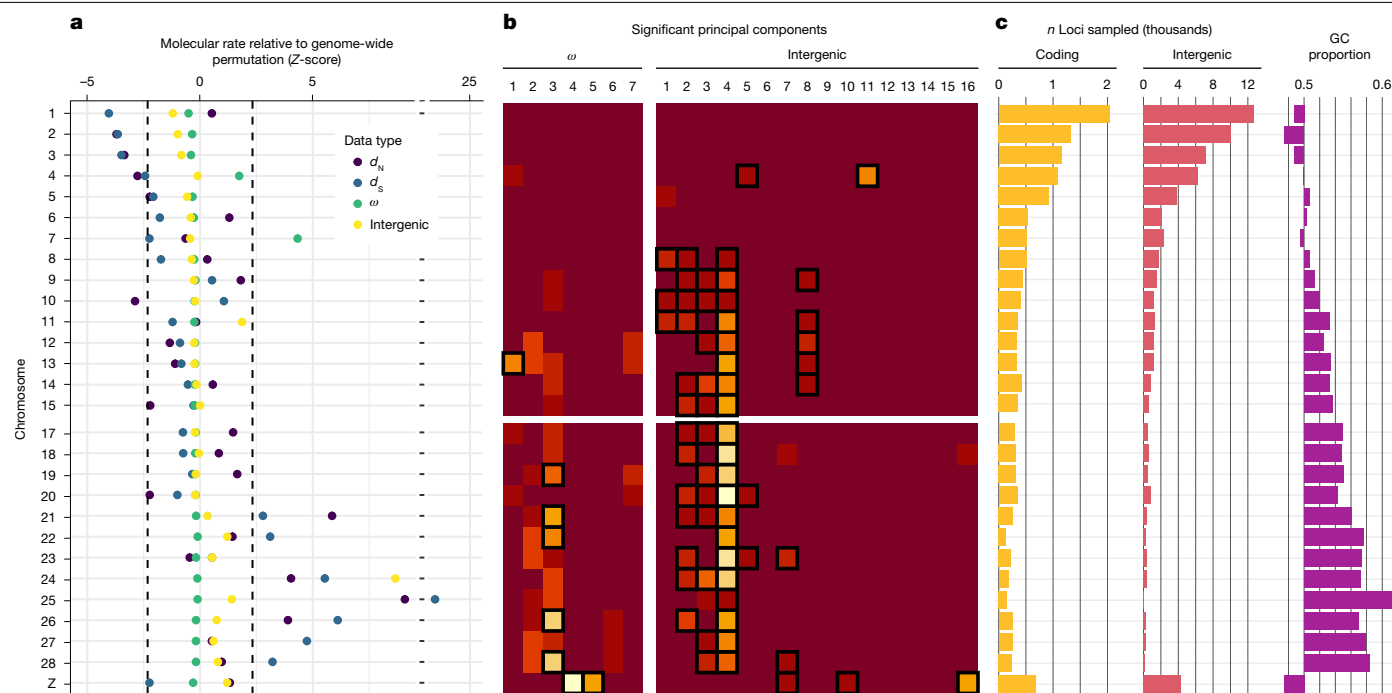 a
Molecular rate relative to genome-wide
permutation (Z-score)
−5 0 5 25
Chromosome
1
2
3
4
5
6
7
8
9
10
11
12
13
14
15
17
18
19
20
21
22
23
24
25
26
27
28
Z
Data type
dN
dS
ω
Intergenic
b
Significant principal components
ω Intergenic
1 2 3 4 5 6 7 1 2 3 4 5 6 7 8 9 10 11 12 13 14 15 16
c
n Loci sampled (thousands)
Coding Intergenic
GC
proportion
0 1 2 0 4 8 12 0.5 0.6